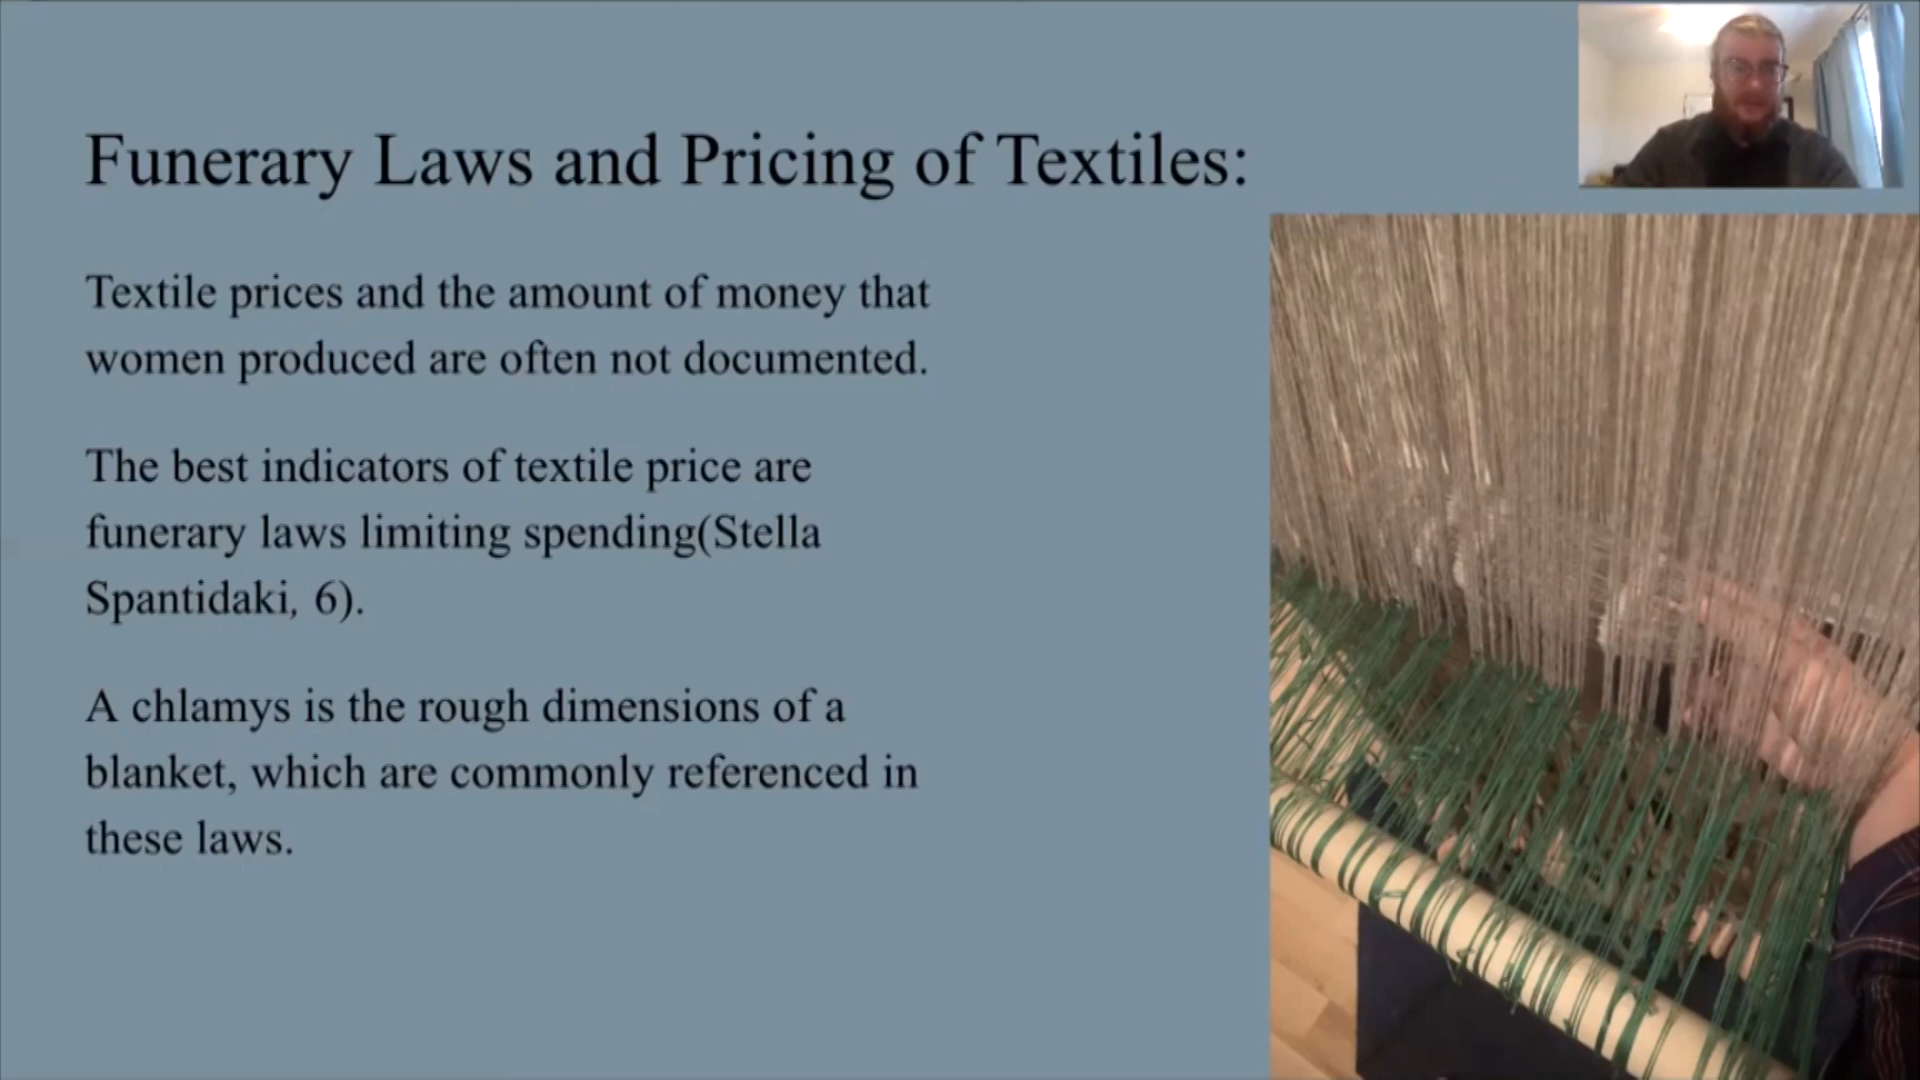 Funerary Laws and Pricing of Textiles:
Textile prices and the amount of money that
women produced are often not documented.
The best indicators of textile price are
funerary laws limiting spending(Stella
Spantidaki, 6).
A chlamys is the rough dimensions of a
blanket, which are commonly referenced in
these laws.